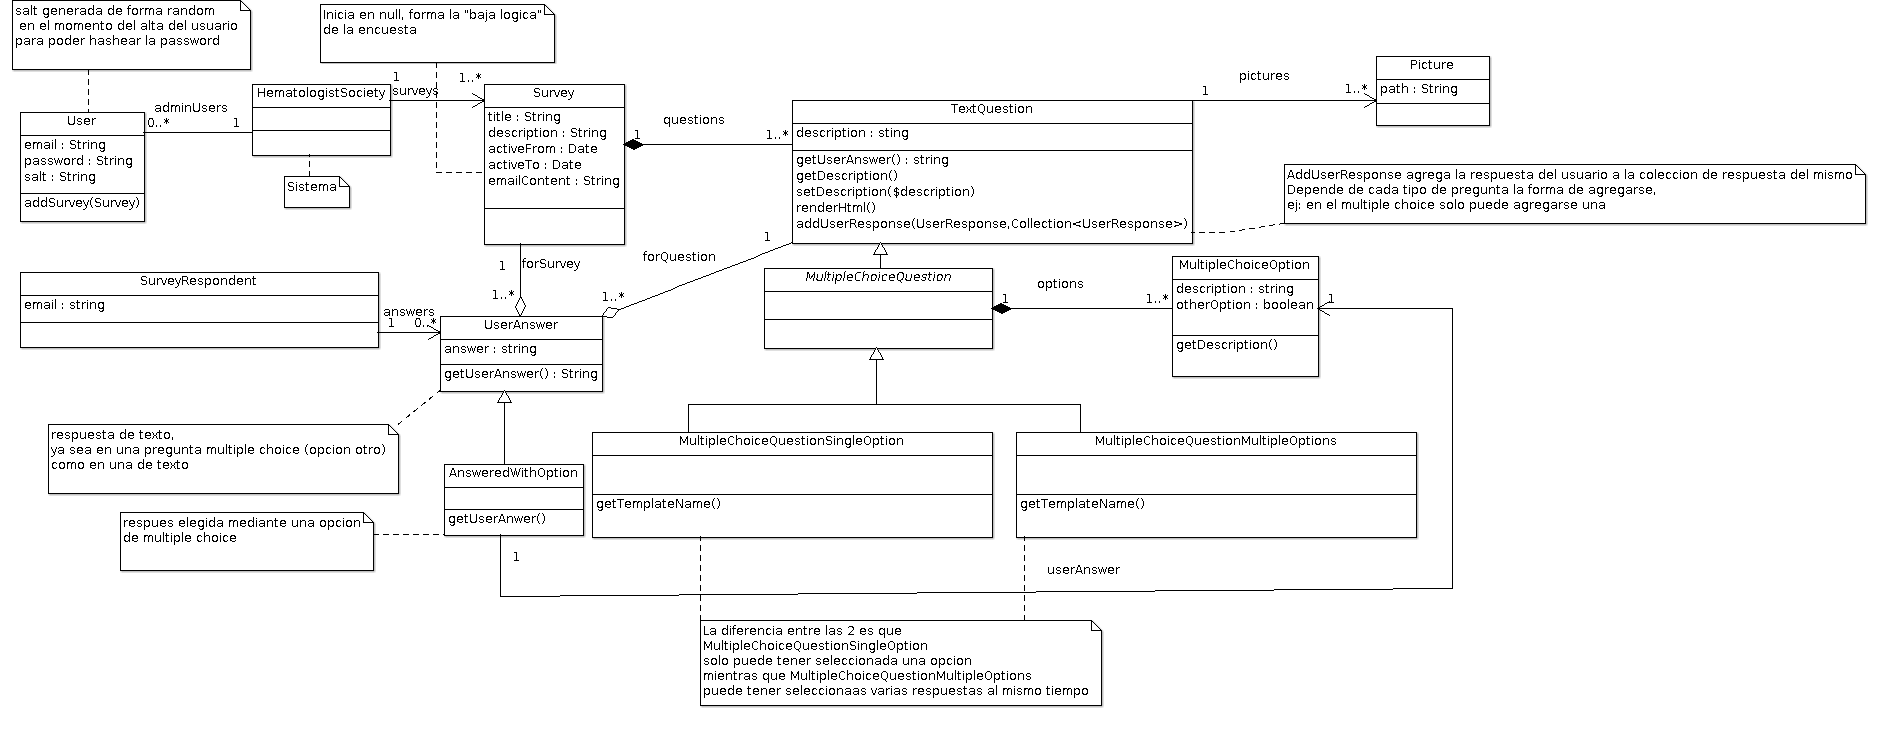 salt generada de forma random
en el momento del alta del usuario
para poder hashear la password
Inicia en null, forma la "baja logica"
de la encuesta
User
email : String
password : String
salt : String
addSurvey(Survey)
adminUsers
0..*
1
HematologistSociety
Sistema
1
surveys
1..*
Survey
title : String
description : String
activeFrom : Date
activeTo : Date
emailContent : String
questions
1
1..*
TextQuestion
description : sting
getUserAnswer() : string
getDescription()
setDescription($description)
renderHtml()
addUserResponse(UserResponse,Collection<UserResponse>)
pictures
1
1..*
Picture
path : String
AddUserResponse agrega la respuesta del usuario a la coleccion de respuesta del mismo
Depende de cada tipo de pregunta la forma de agregarse,
ej: en el multiple choice solo puede agregarse una
SurveyRespondent
email : string
answers
1
0..*
1
forSurvey
1..*
forQuestion
1
1..*
UserAnswer
answer : string
getUserAnswer() : String
MultipleChoiceQuestion
options
1
1..*
MultipleChoiceOption
description : string
otherOption : boolean
getDescription()
1
respuesta de texto,
ya sea en una pregunta multiple choice (opcion otro)
como en una de texto
AnsweredWithOption
getUserAnwer()
respues elegida mediante una opcion
de multiple choice
MultipleChoiceQuestionSingleOption
getTemplateName()
MultipleChoiceQuestionMultipleOptions
getTemplateName()
1
userAnswer
La diferencia entre las 2 es que
MultipleChoiceQuestionSingleOption
solo puede tener seleccionada una opcion
mientras que MultipleChoiceQuestionMultipleOptions
puede tener seleccionaas varias respuestas al mismo tiempo